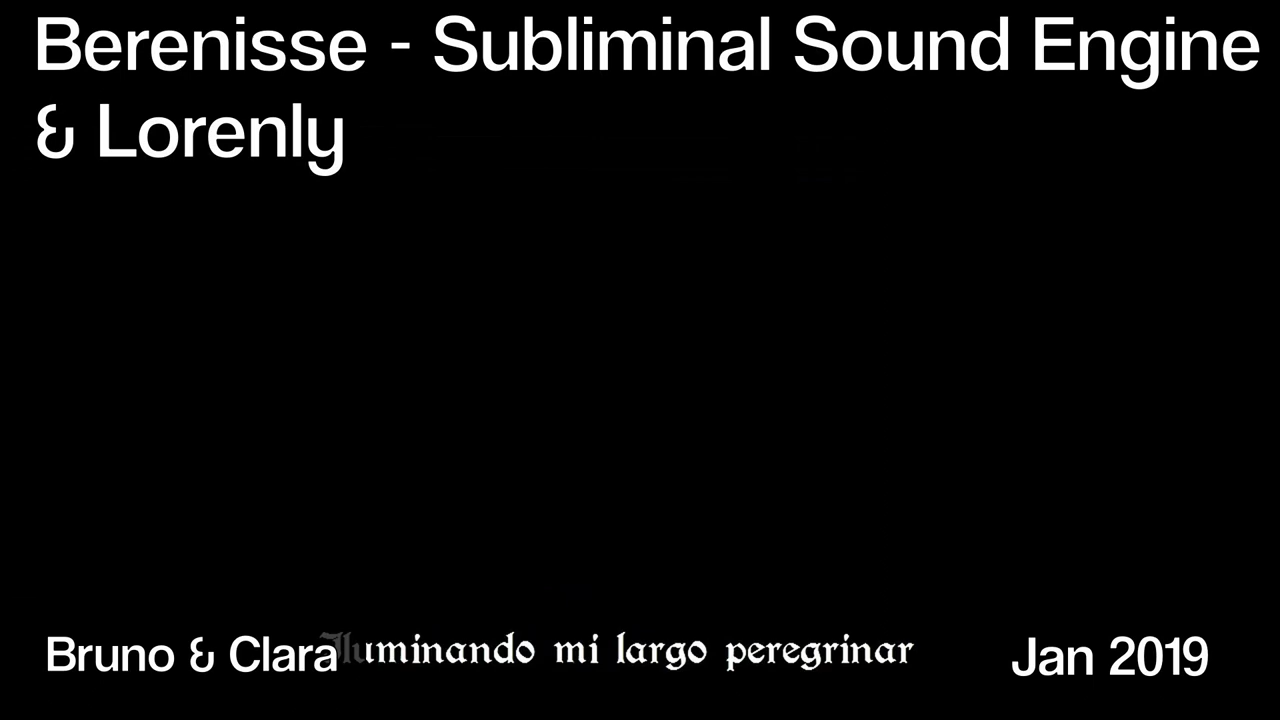 Berenisse - Subliminal Sound Engine
& Lorenly
Bruno & Clara
Iluminando mi largo peregrinar
Jan 2019